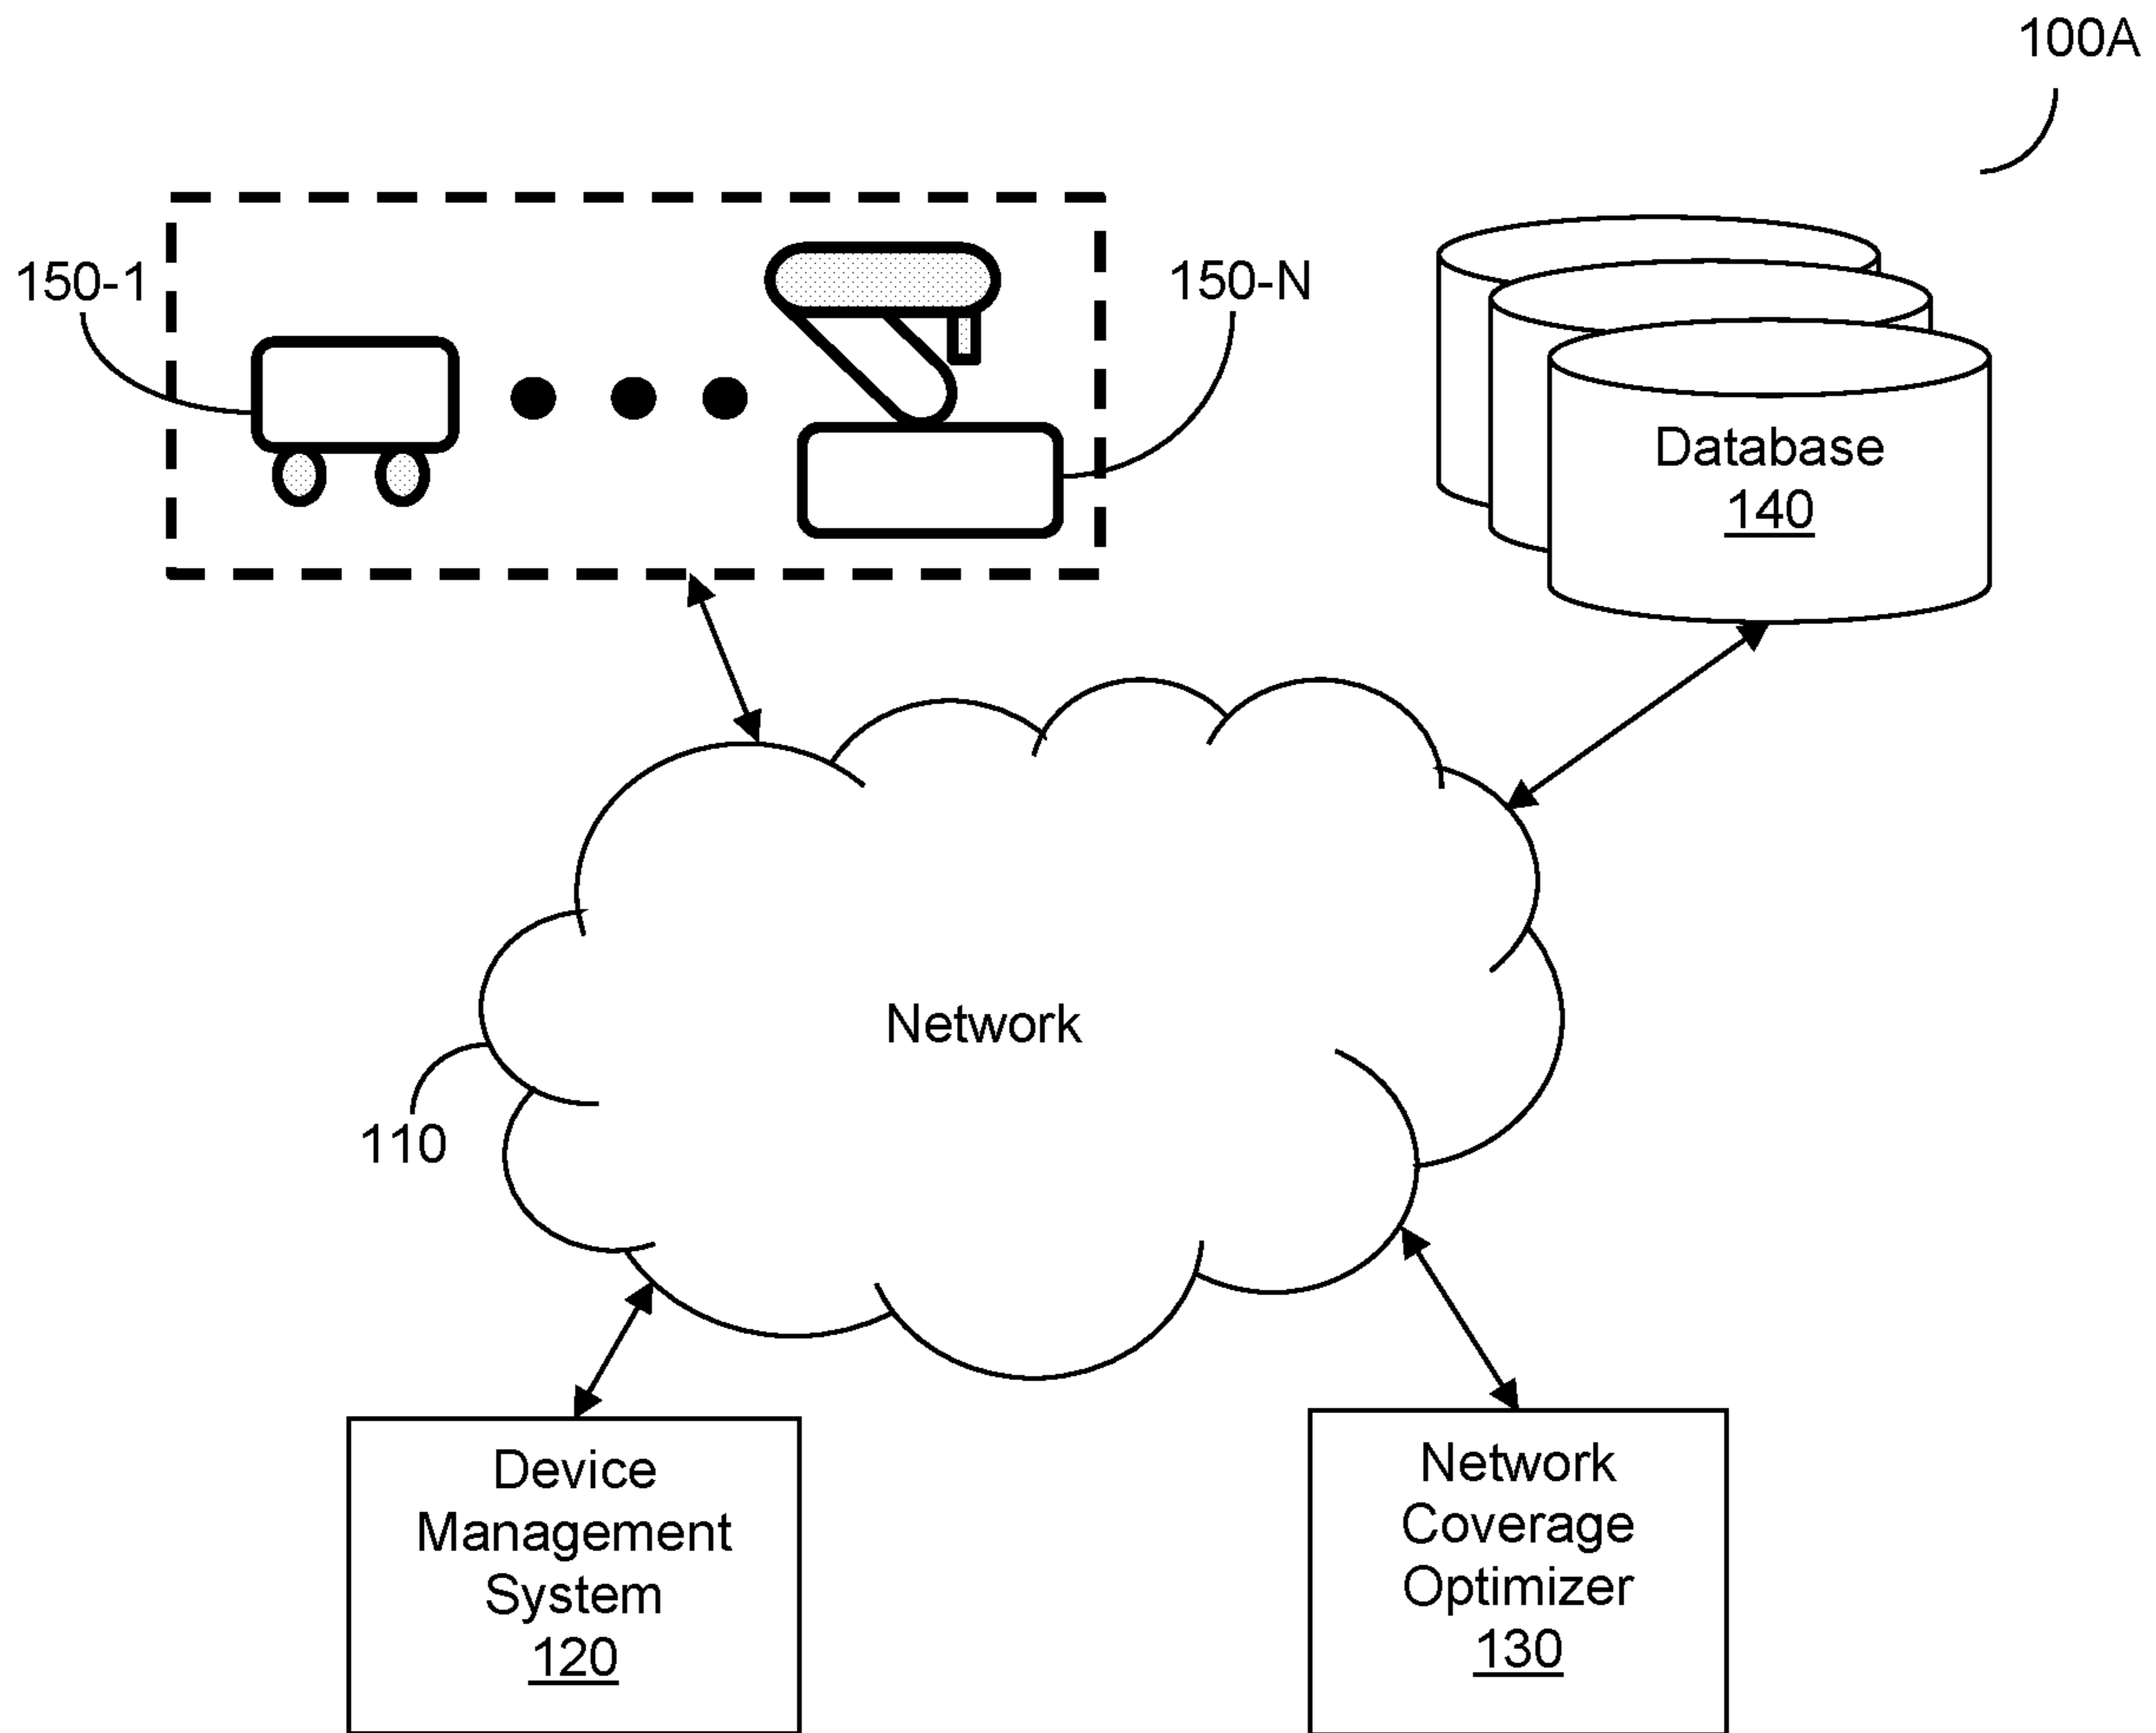 100A
150-1
150-N
Database
140
Network
110
Device
Management
System
120
Network
Coverage
Optimizer
130